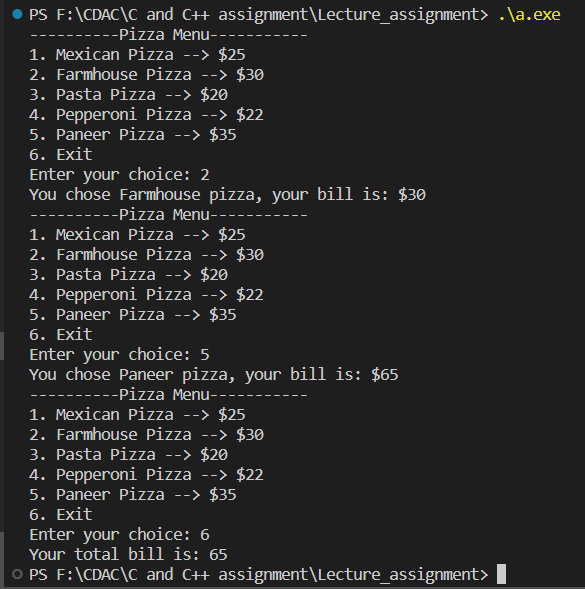 PS F:\CDAC\C and C++ assignment\Lecture_assignment> .\a.exe
----------Pizza Menu-----------
1. Mexican Pizza --> $25
2. Farmhouse Pizza --> $30
3. Pasta Pizza --> $20
4. Pepperoni Pizza --> $22
5. Paneer Pizza --> $35
6. Exit
Enter your choice: 2
You chose Farmhouse pizza, your bill is: $30
----------Pizza Menu-----------
1. Mexican Pizza --> $25
2. Farmhouse Pizza --> $30
3. Pasta Pizza --> $20
4. Pepperoni Pizza --> $22
5. Paneer Pizza --> $35
6. Exit
Enter your choice: 5
You chose Paneer pizza, your bill is: $65
----------Pizza Menu-----------
1. Mexican Pizza --> $25
2. Farmhouse Pizza --> $30
3. Pasta Pizza --> $20
4. Pepperoni Pizza --> $22
5. Paneer Pizza --> $35
6. Exit
Enter your choice: 6
Your total bill is: 65
PS F:\CDAC\C and C++ assignment\Lecture_assignment>